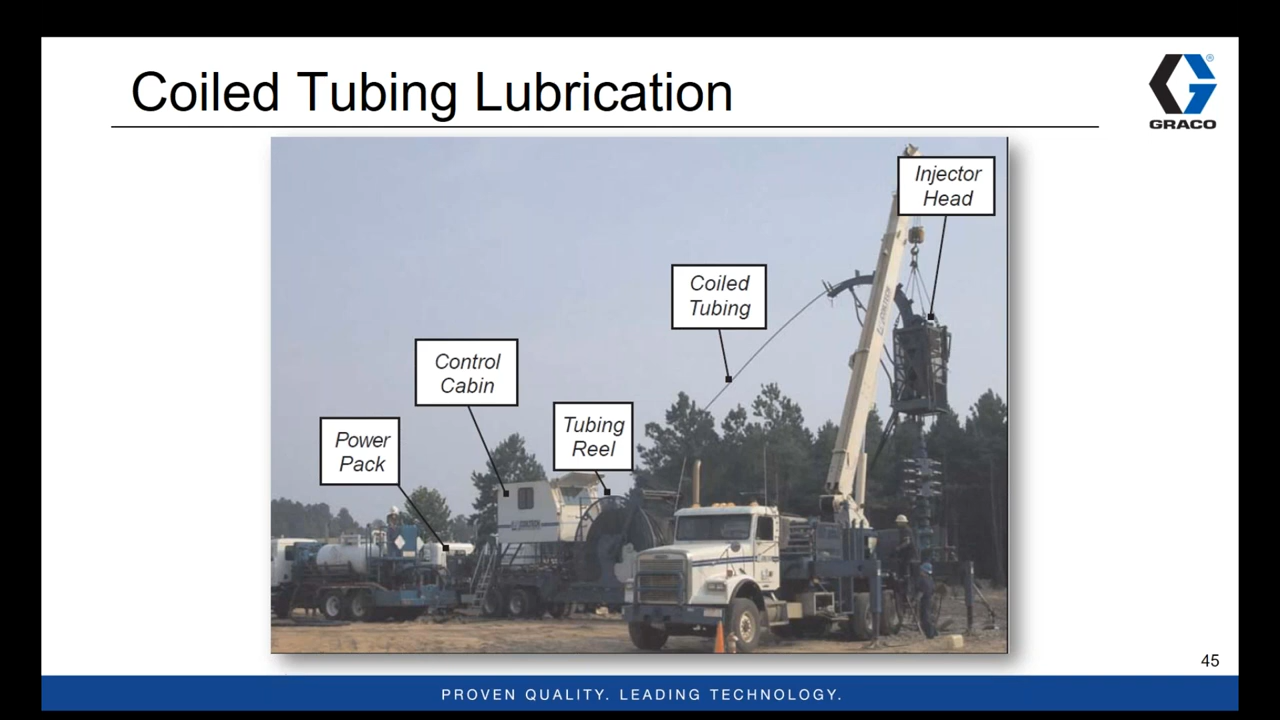 Coiled Tubing Lubrication
GRACO
Injector
Head
Coiled
Tubing
Control
Cabin
Tubing
Reel
Power
Pack
45
PROVEN QUALITY. LEADING TECHNOLOGY.